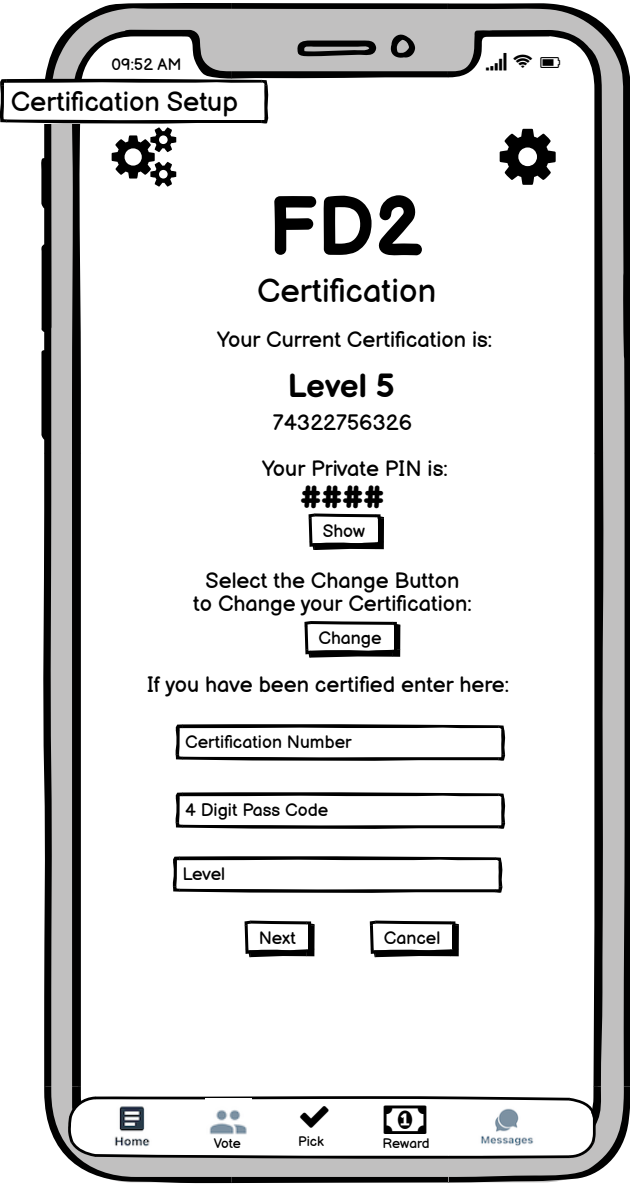 09:52 AM
Certification Setup
FD2
Certification
Your Current Certification is:
Level 5
74322756326
Your Private PIN is:
####
Show
Select the Change Button
to Change your Certification:
Change
If you have been certified enter here:
Certification Number
4 Digit Pass Code
Level
Next Cancel
Home Vote Pick 1 Reward Messages